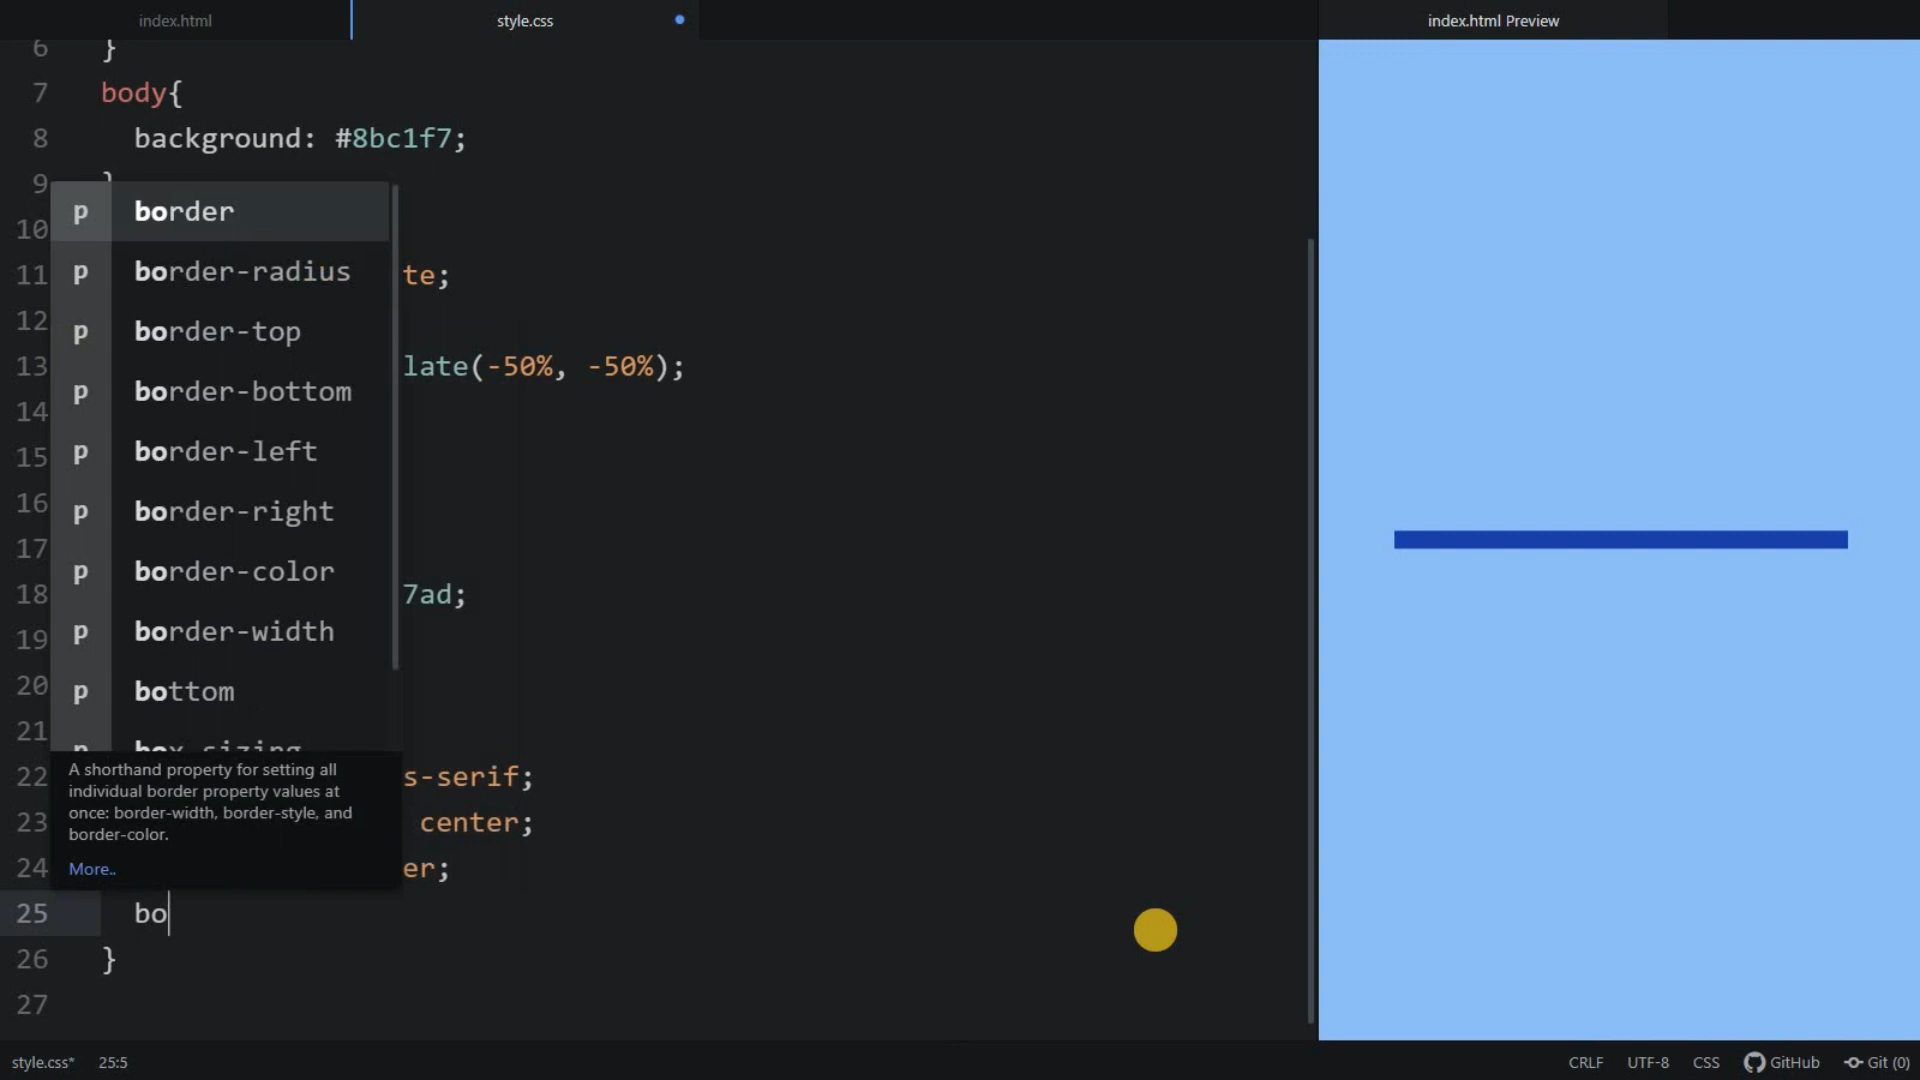 index.html
style.css
index.html Preview
6 }
7 body{
8 background: #8bc1f7;
9 }
10
11 te;
12
13 late(-50%, -50%);
14
15
16
17
18 7ad;
19
20
21
22 s-serif;
23 center;
24 er;
25 bo
26 }
27
p border
p border-radius
p border-top
p border-bottom
p border-left
p border-right
p border-color
p border-width
p bottom
p box-sizing
A shorthand property for setting all
individual border property values at
once: border-width, border-style, and
border-color.
More..
style.css* 25:5
CRLF UTF-8 CSS GitHub Git (0)